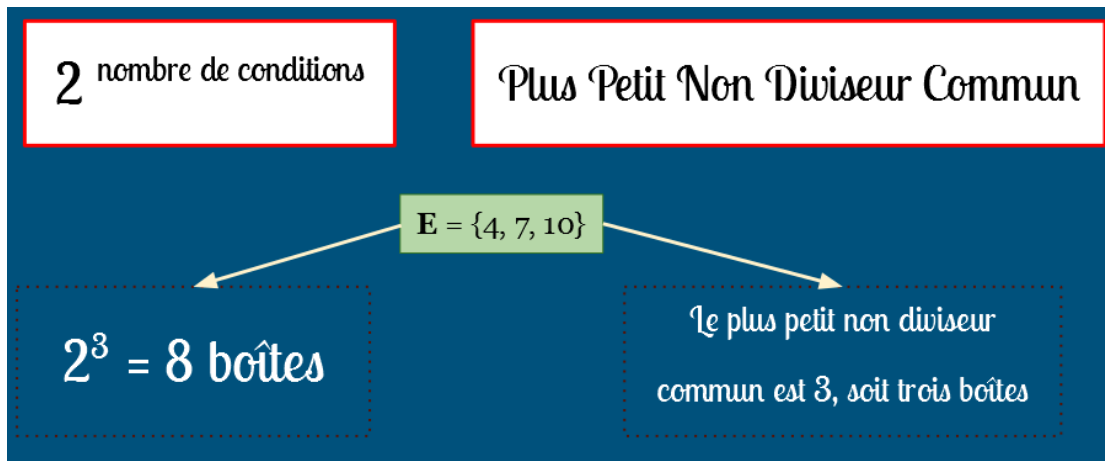 2 nombre de conditions
Plus Petit Non Diviseur Commun
E = {4, 7, 10}
2³ = 8 boîtes
Le plus petit non diviseur
commun est 3, soit trois boîtes